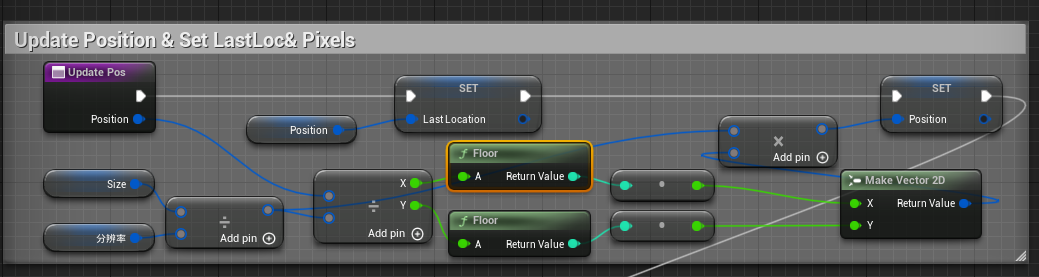 Update Position & Set LastLoc& Pixels
Update Pos
Position
Position
SET
Last Location
SET
Position
Size
分辨率
÷
Add pin
X
Y
÷
Add pin
Floor
A
Return Value
Floor
A
Return Value
×
Add pin
Make Vector 2D
X
Return Value
Y